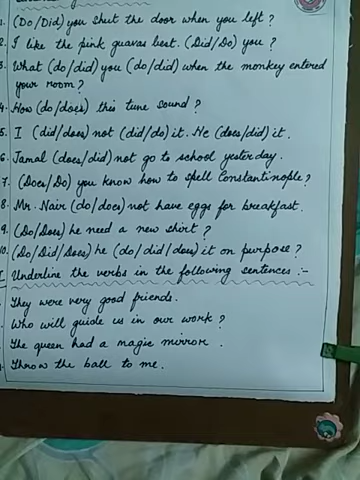 1. (Do/Did) you shut the door when you left?
2. I like the pink guavas best. (Did/Do) you?
3. What (do/did) you (do/did) when the monkey entered
your room?
4. How (do/does) this tune sound?
5. I (did/does) not (did/do) it. He (does/did) it.
6. Jamal (does/did) not go to school yesterday.
7. (Does/Do) you know how to spell Constantinople?
8. Mr. Nair (do/does) not have eggs for breakfast.
9. (Do/Does) he need a new shirt?
10. (Do/Did/Does) he (do/did/does) it on purpose?
I Underline the verbs in the following sentences :-
They were very good friends.
Who will guide us in our work?
The queen had a magic mirror.
Throw the ball to me.